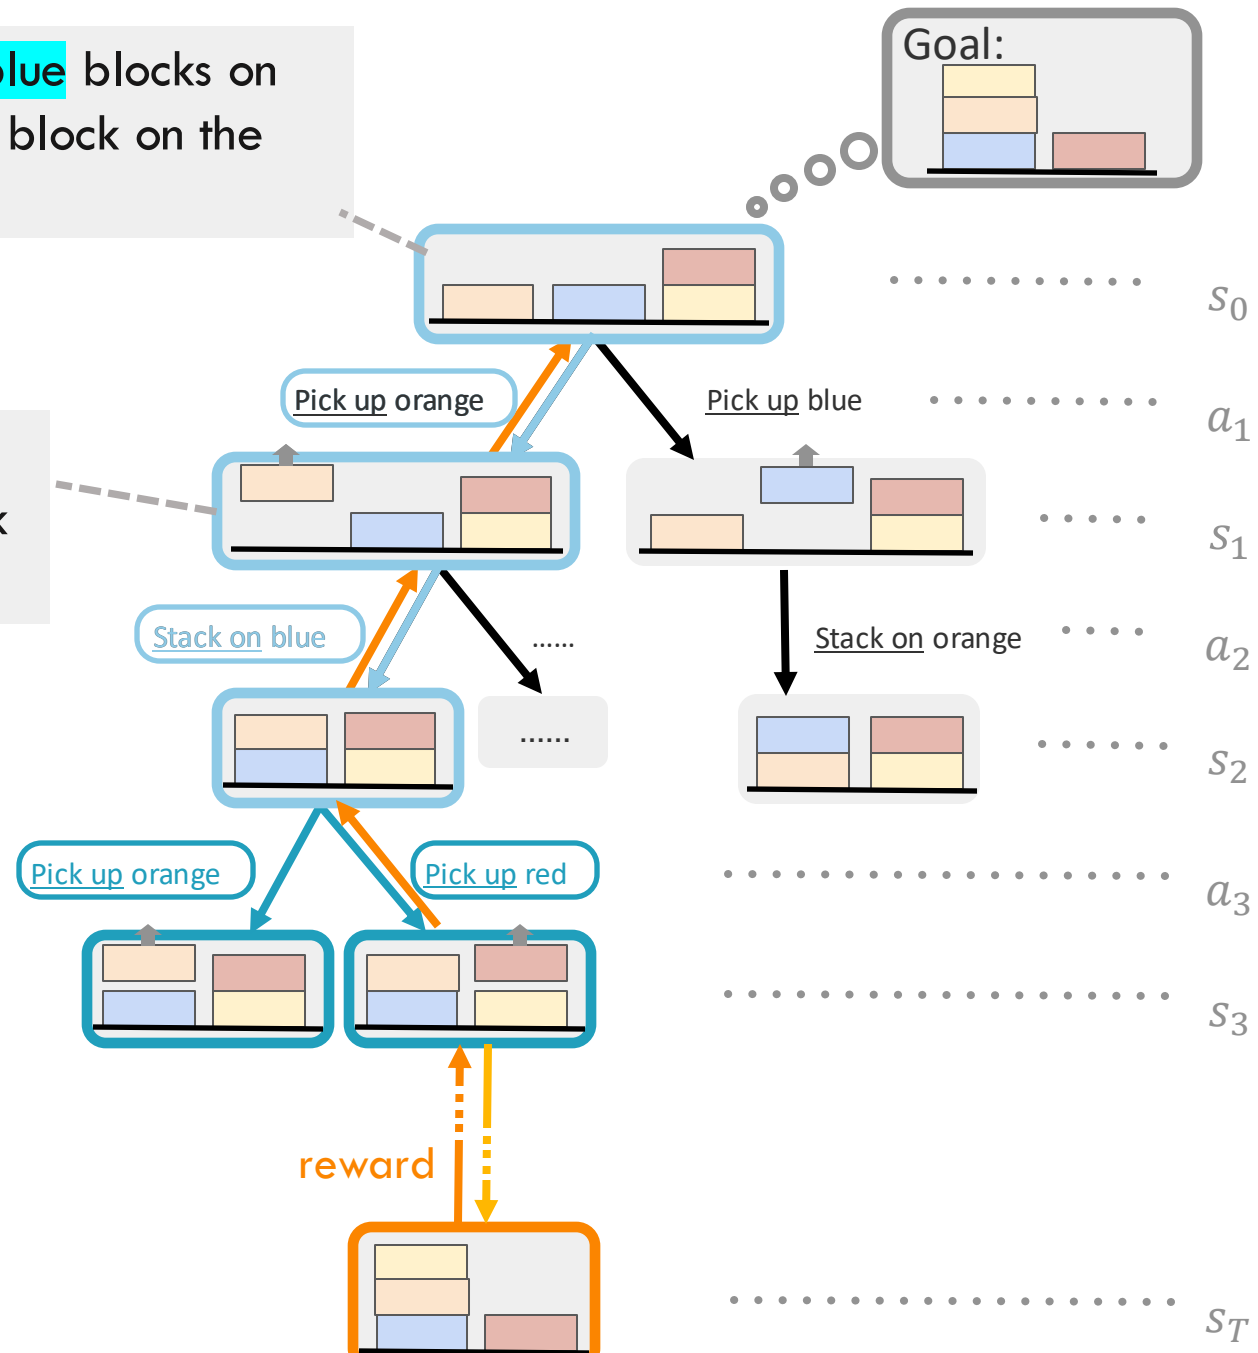 blue blocks on
block on the
Goal:
s0
Pick up orange
Pick up blue
a1
s1
Stack on blue
......
Stack on orange
a2
......
s2
Pick up orange
Pick up red
a3
s3
reward
sT